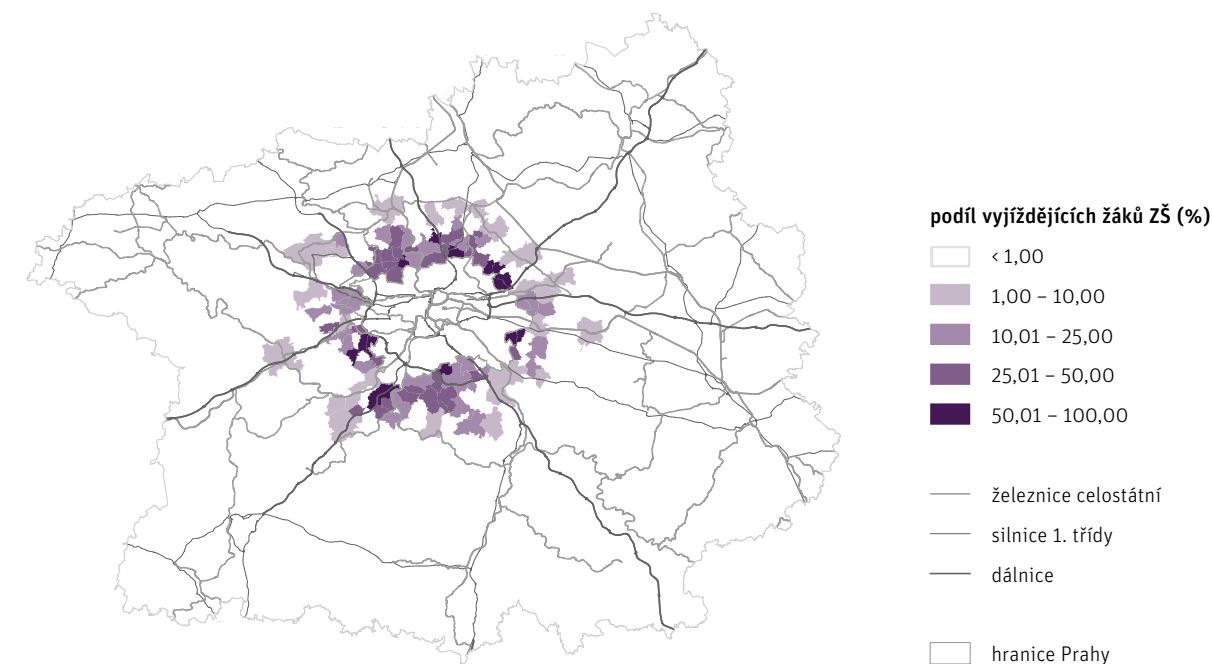 podíl vyjíždějících žáků ZŠ (%)
‹ 1,00
1,00 – 10,00
10,01 – 25,00
25,01 – 50,00
50,01 – 100,00
železnice celostátní
silnice 1. třídy
dálnice
hranice Prahy